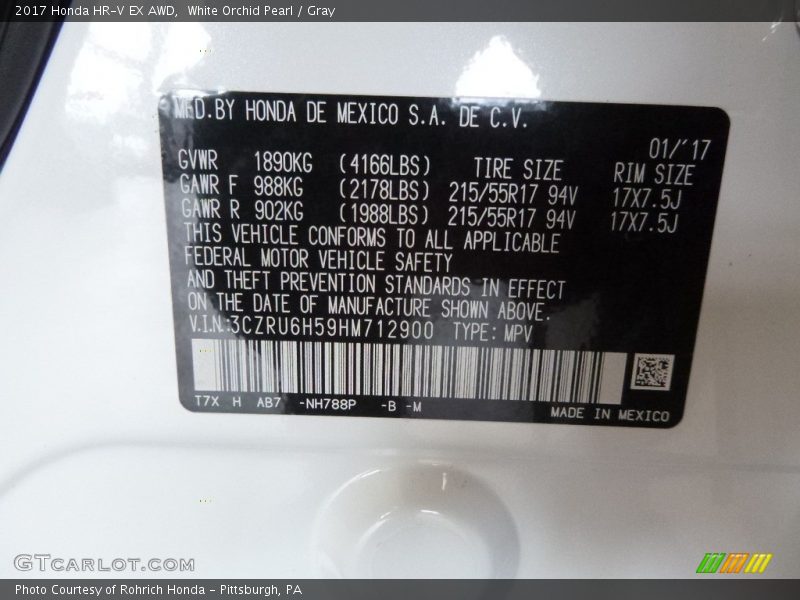 2017 Honda HR-V EX AWD, White Orchid Pearl / Gray
MFD.BY HONDA DE MEXICO S.A. DE C.V.
01/'17
GVWR 1890KG (4166LBS) TIRE SIZE RIM SIZE
GAWR F 988KG (2178LBS) 215/55R17 94V 17X7.5J
GAWR R 902KG (1988LBS) 215/55R17 94V 17X7.5J
THIS VEHICLE CONFORMS TO ALL APPLICABLE
FEDERAL MOTOR VEHICLE SAFETY
AND THEFT PREVENTION STANDARDS IN EFFECT
ON THE DATE OF MANUFACTURE SHOWN ABOVE.
V.I.N:3CZRU6H59HM712900 TYPE: MPV
T7X H AB7 -NH788P -B -M MADE IN MEXICO
GTcarlot.com
Photo Courtesy of Rohrich Honda - Pittsburgh, PA